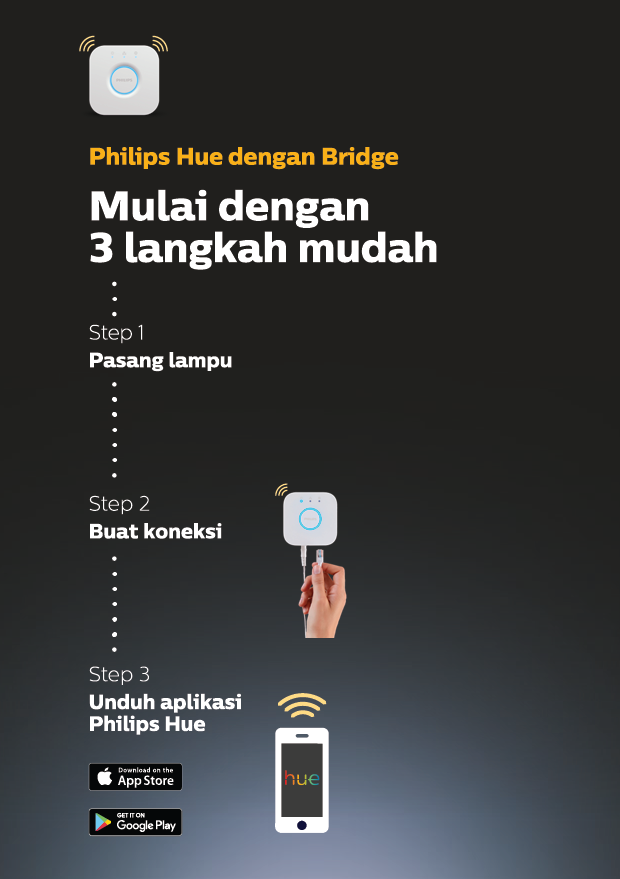 Philips Hue dengan Bridge
Mulai dengan
3 langkah mudah
Step 1
Pasang lampu
Step 2
Buat koneksi
Step 3
Unduh aplikasi
Philips Hue
hue
Download on the
App Store
GET IT ON
Google Play